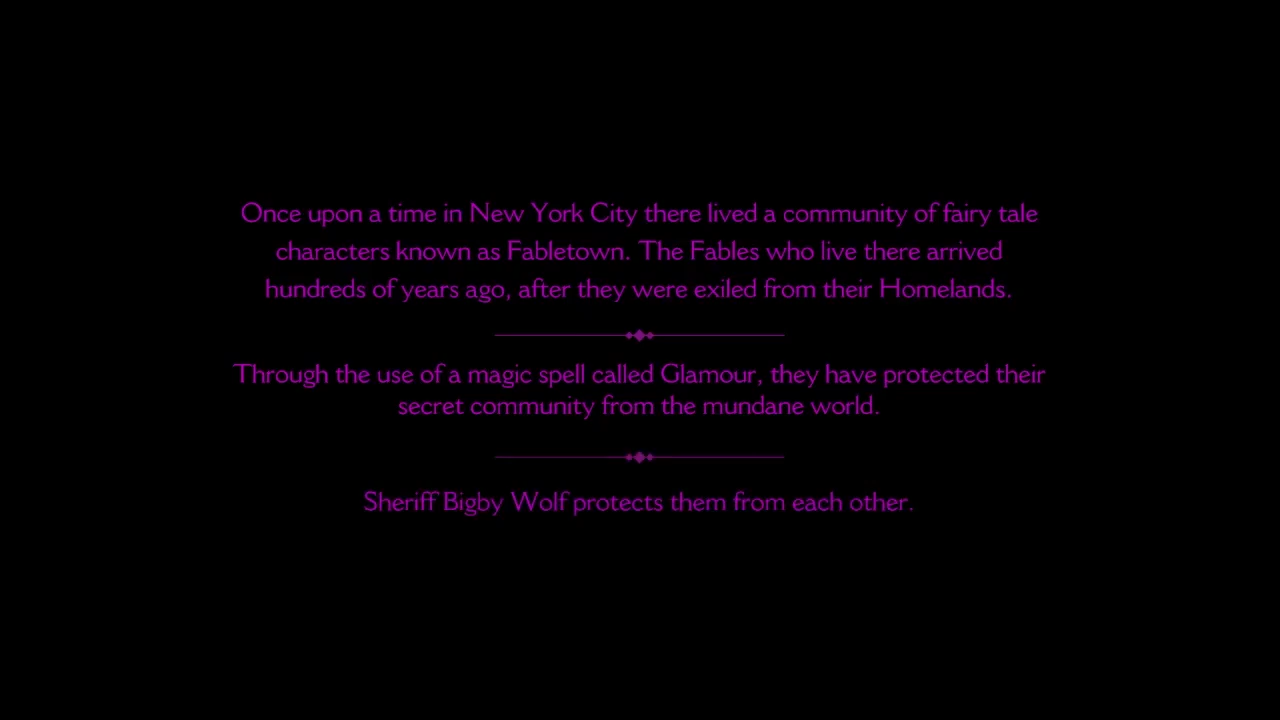 Once upon a time in New York City there lived a community of fairy tale
characters known as Fabletown. The Fables who live there arrived
hundreds of years ago, after they were exiled from their Homelands.
Through the use of a magic spell called Glamour, they have protected their
secret community from the mundane world.
Sheriff Bigby Wolf protects them from each other.